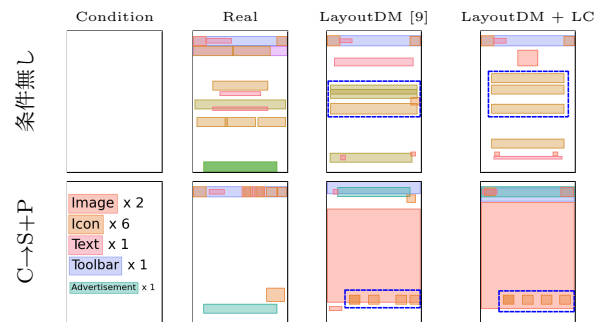 Condition Real LayoutDM [9] LayoutDM + LC
条件無し
C→S+P
Image x 2
Icon x 6
Text x 1
Toolbar x 1
Advertisement x 1